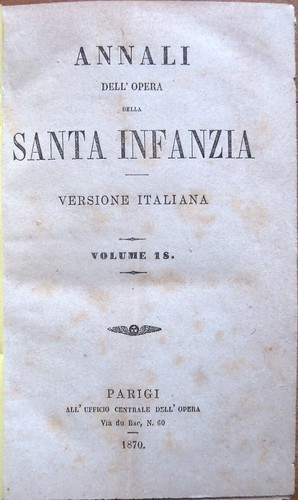 ANNALI
DELL' OPERA
DELLA
SANTA INFANZIA
VERSIONE ITALIANA
VOLUME 18.
PARIGI
ALL' UFFICIO CENTRALE DELL' OPERA
Via du Bac, N. 60
1870.